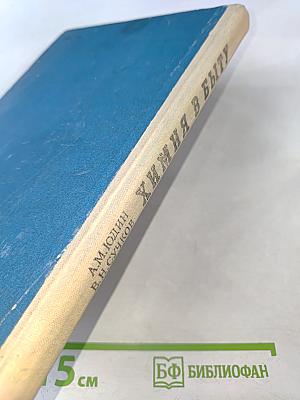 А.М.ЮДИН
В.Н.СУЧКОВ
ХИМИЯ В БЫТУ
5 см
БФ БИБЛИОФАН